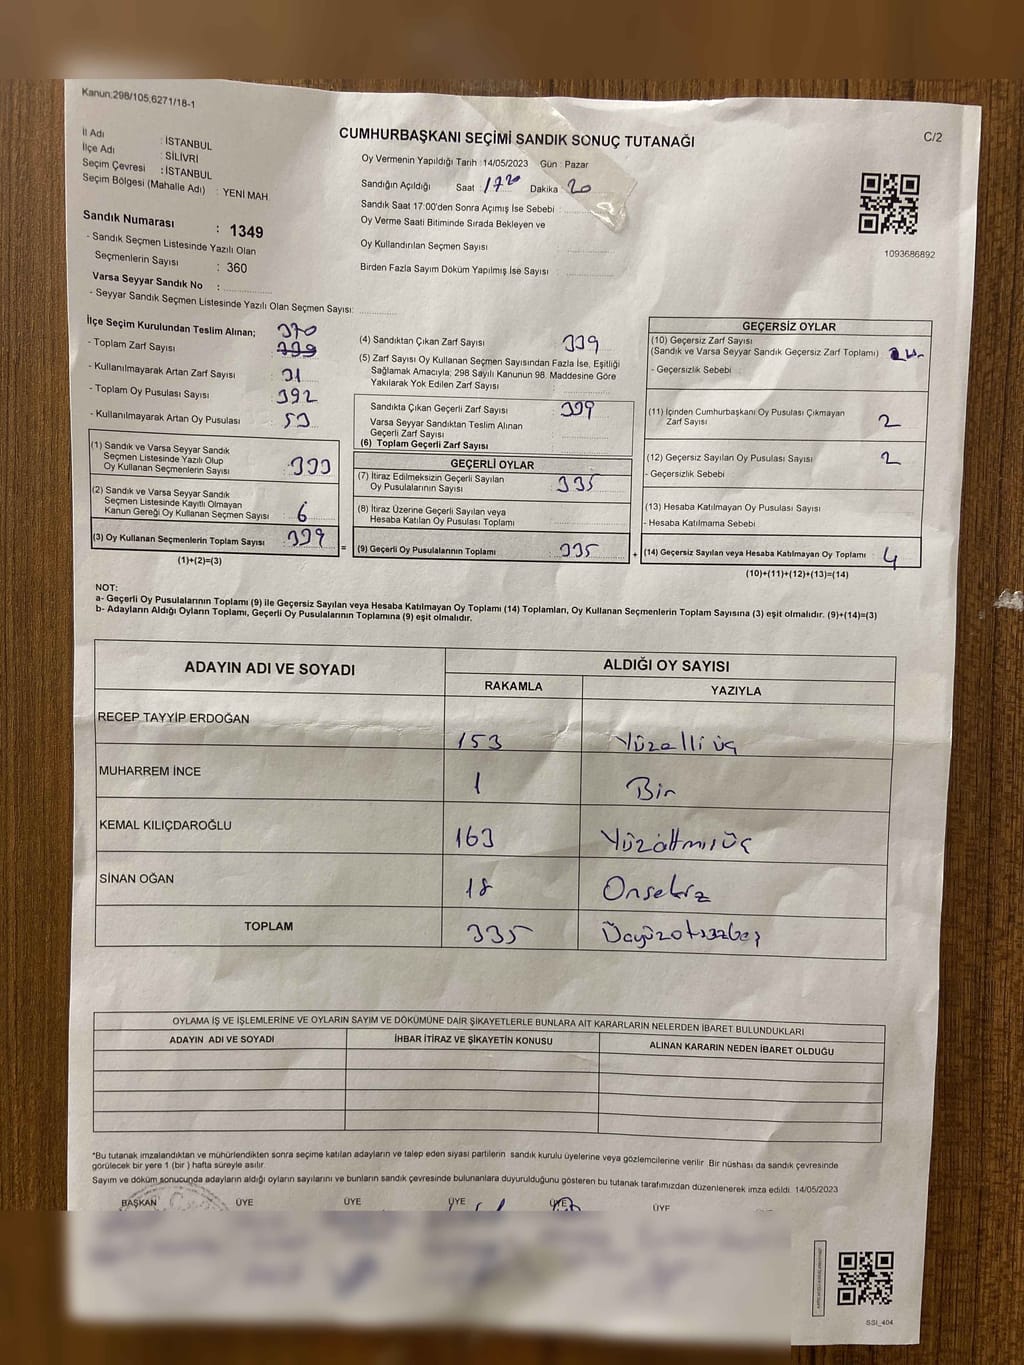 Kanun;298/105,6271/18-1
C/2
CUMHURBAŞKANI SEÇİMİ SANDIK SONUÇ TUTANAĞI
İl Adı : İSTANBUL
İlçe Adı : SİLİVRİ
Seçim Çevresi : İSTANBUL
Seçim Bölgesi (Mahalle Adı) : YENİ MAH
Oy Vermenin Yapıldığı Tarih : 14/05/2023 Gün : Pazar
Sandığın Açıldığı Saat : 17 20 Dakika : 20
Sandık Saat 17:00'den Sonra Açımış İse Sebebi :
Oy Verme Saati Bitiminde Sırada Bekleyen ve
Oy Kullandırılan Seçmen Sayısı
Birden Fazla Sayım Döküm Yapılmış İse Sayısı :
1093686892
Sandık Numarası : 1349
- Sandık Seçmen Listesinde Yazılı Olan
Seçmenlerin Sayısı : 360
Varsa Seyyar Sandık No :
- Seyyar Sandık Seçmen Listesinde Yazılı Olan Seçmen Sayısı:
İlçe Seçim Kurulundan Teslim Alınan; 370
- Toplam Zarf Sayısı
- Kullanılmayarak Artan Zarf Sayısı : 31
- Toplam Oy Pusulası Sayısı : 392
- Kullanılmayarak Artan Oy Pusulası : 53
(1) Sandık ve Varsa Seyyar Sandık
Seçmen Listesinde Yazılı Olup
Oy Kullanan Seçmenlerin Sayısı : 333
(2) Sandık ve Varsa Seyyar Sandık
Seçmen Listesinde Kayıtlı Olmayan
Kanun Gereği Oy Kullanan Seçmen Sayısı : 6
(3) Oy Kullanan Seçmenlerin Toplam Sayısı : 339
(1)+(2)=(3)
(4) Sandıktan Çıkan Zarf Sayısı : 339
(5) Zarf Sayısı Oy Kullanan Seçmen Sayısından Fazla İse, Eşitliği
Sağlamak Amacıyla; 298 Sayılı Kanunun 98. Maddesine Göre
Yakılarak Yok Edilen Zarf Sayısı
Sandıkta Çıkan Geçerli Zarf Sayısı : 339
Varsa Seyyar Sandıktan Teslim Alınan
Geçerli Zarf Sayısı
(6) Toplam Geçerli Zarf Sayısı
GEÇERLİ OYLAR
(7) İtiraz Edilmeksizin Geçerli Sayılan
Oy Pusulalarının Sayısı : 335
(8) İtiraz Üzerine Geçerli Sayılan veya
Hesaba Katılan Oy Pusulası Toplamı
= (9) Geçerli Oy Pusulalarının Toplamı : 335 +
GEÇERSİZ OYLAR
(10) Geçersiz Zarf Sayısı
(Sandık ve Varsa Seyyar Sandık Geçersiz Zarf Toplamı) :
- Geçersizlik Sebebi :
(11) İçinden Cumhurbaşkanı Oy Pusulası Çıkmayan
Zarf Sayısı 2
(12) Geçersiz Sayılan Oy Pusulası Sayısı : 2
- Geçersizlik Sebebi
(13) Hesaba Katılmayan Oy Pusulası Sayısı
- Hesaba Katılmama Sebebi
(14) Geçersiz Sayılan veya Hesaba Katılmayan Oy Toplamı : 4
(10)+(11)+(12)+(13)=(14)
NOT:
a- Geçerli Oy Pusulalarının Toplamı (9) ile Geçersiz Sayılan veya Hesaba Katılmayan Oy Toplamı (14) Toplamları, Oy Kullanan Seçmenlerin Toplam Sayısına (3) eşit olmalıdır. (9)+(14)=(3)
b- Adayların Aldığı Oyların Toplamı, Geçerli Oy Pusulalarının Toplamına (9) eşit olmalıdır.
ADAYIN ADI VE SOYADI ALDIĞI OY SAYISI
RAKAMLA YAZIYLA
RECEP TAYYİP ERDOĞAN 153 Yüzelli üç
MUHARREM İNCE 1 Bir
KEMAL KILIÇDAROĞLU 163 Yüzaltmış üç
SİNAN OĞAN 18 Onsekiz
TOPLAM 335 Üçyüzotuzbeş
OYLAMA İŞ VE İŞLEMLERİNE VE OYLARIN SAYIM VE DÖKÜMÜNE DAİR ŞİKAYETLERLE BUNLARA AİT KARARLARIN NELERDEN İBARET BULUNDUKLARI
ADAYIN ADI VE SOYADI İHBAR İTİRAZ VE ŞİKAYETİN KONUSU ALINAN KARARIN NEDEN İBARET OLDUĞU
*Bu tutanak imzalandıktan ve mühürlendikten sonra seçime katılan adayların ve talep eden siyasi partilerin sandık kurulu üyelerine veya gözlemcilerine verilir. Bir nüshası da sandık çevresinde
görülecek bir yere 1 (bir ) hafta süreyle asılır.
Sayım ve döküm sonucunda adayların aldığı oyların sayılarını ve bunların sandık çevresinde bulunanlara duyurulduğunu gösteren bu tutanak tarafımızdan düzenlenerek imza edildi. 14/05/2023
BAŞKAN ÜYE ÜYE ÜYE ÜYE ÜYE ÜYE
SSI_404